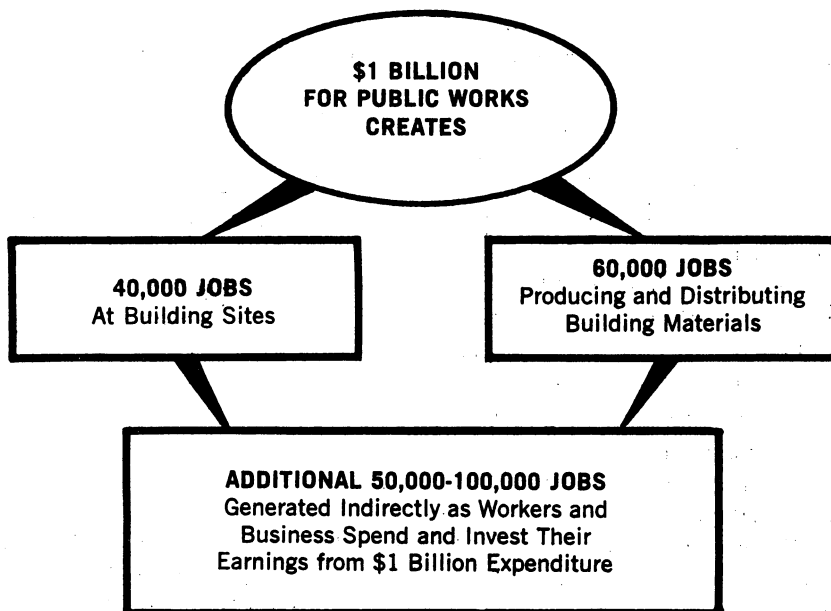 $1 BILLION
FOR PUBLIC WORKS
CREATES
40,000 JOBS
At Building Sites
60,000 JOBS
Producing and Distributing
Building Materials
ADDITIONAL 50,000-100,000 JOBS
Generated Indirectly as Workers and
Business Spend and Invest Their
Earnings from $1 Billion Expenditure